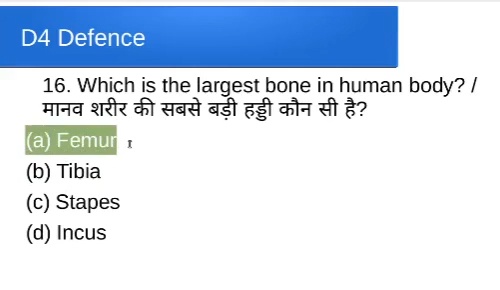 D4 Defence
16. Which is the largest bone in human body? /
मानव शरीर की सबसे बड़ी हड्डी कौन सी है?
(a) Femur
(b) Tibia
(c) Stapes
(d) Incus